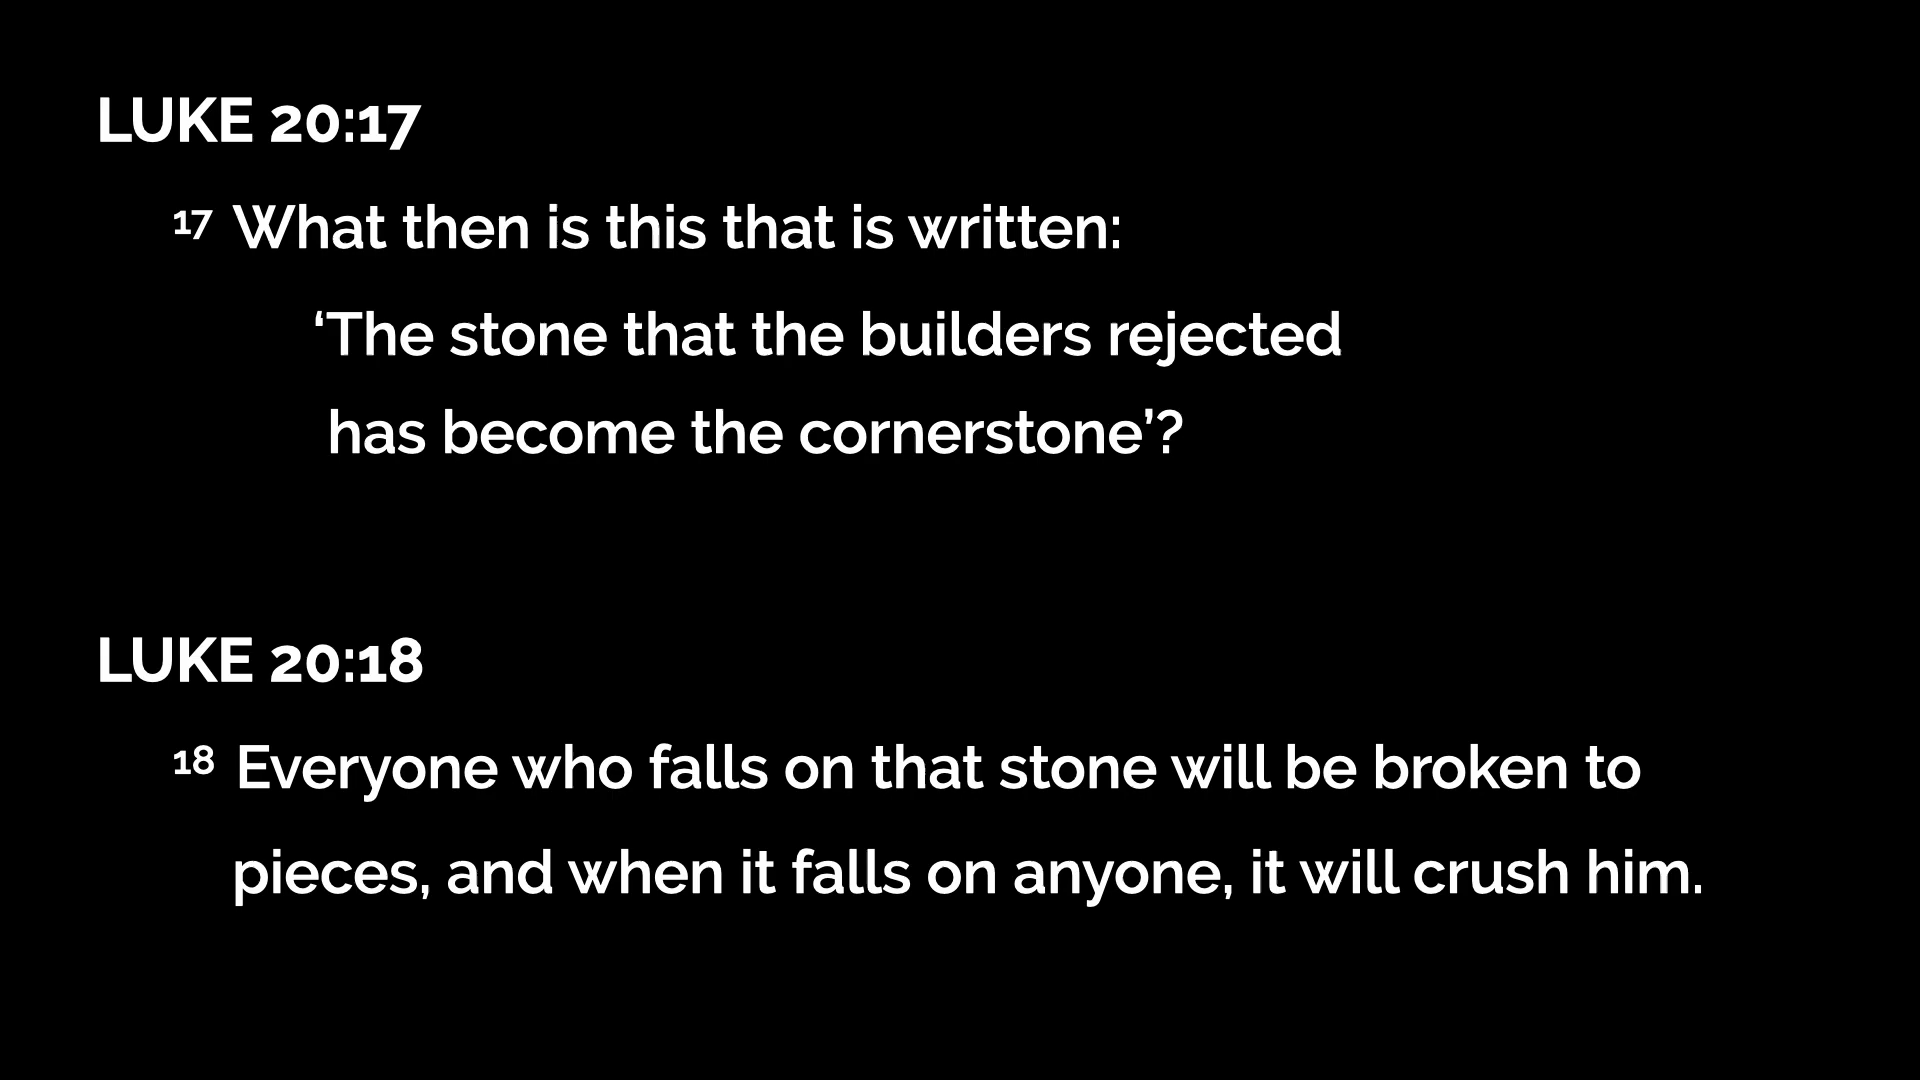 LUKE 20:17
17 What then is this that is written:
‘The stone that the builders rejected
has become the cornerstone’?
LUKE 20:18
18 Everyone who falls on that stone will be broken to
pieces, and when it falls on anyone, it will crush him.